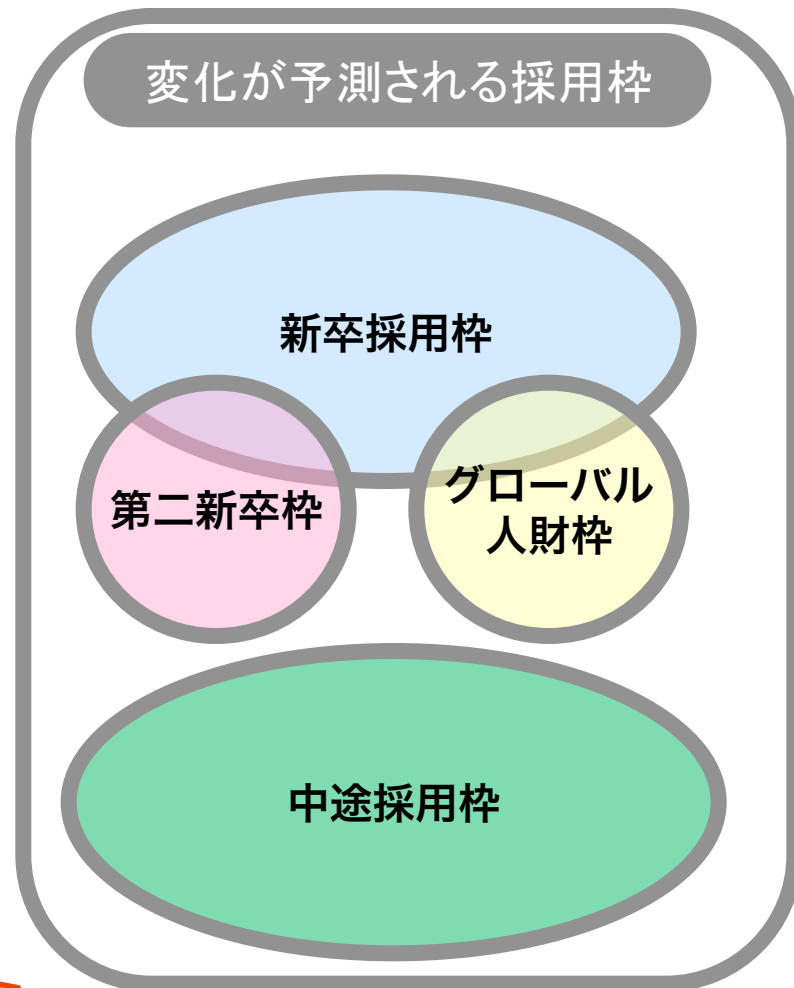 変化が予測される採用枠
新卒採用枠
第二新卒枠
グローバル
人財枠
中途採用枠